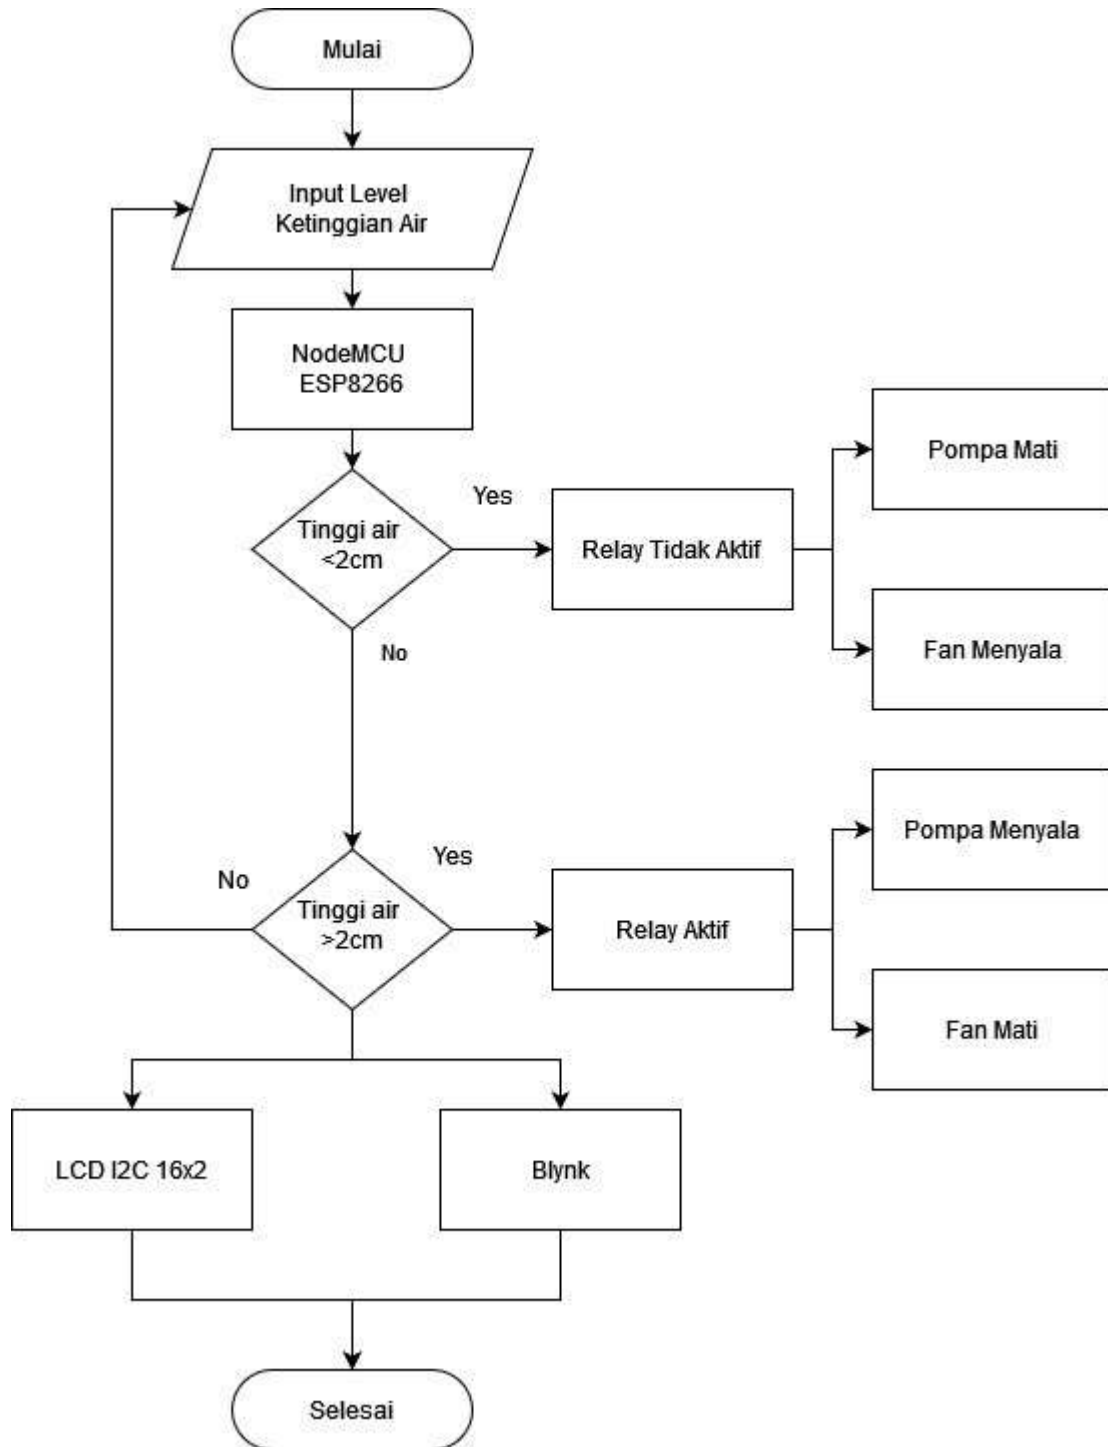 Mulai
Input Level
Ketinggian Air
NodeMCU
ESP8266
Tinggi air
<2cm
Yes
No
Relay Tidak Aktif
Pompa Mati
Fan Menyala
Tinggi air
>2cm
No
Yes
Relay Aktif
Pompa Menyala
Fan Mati
LCD I2C 16x2
Blynk
Selesai